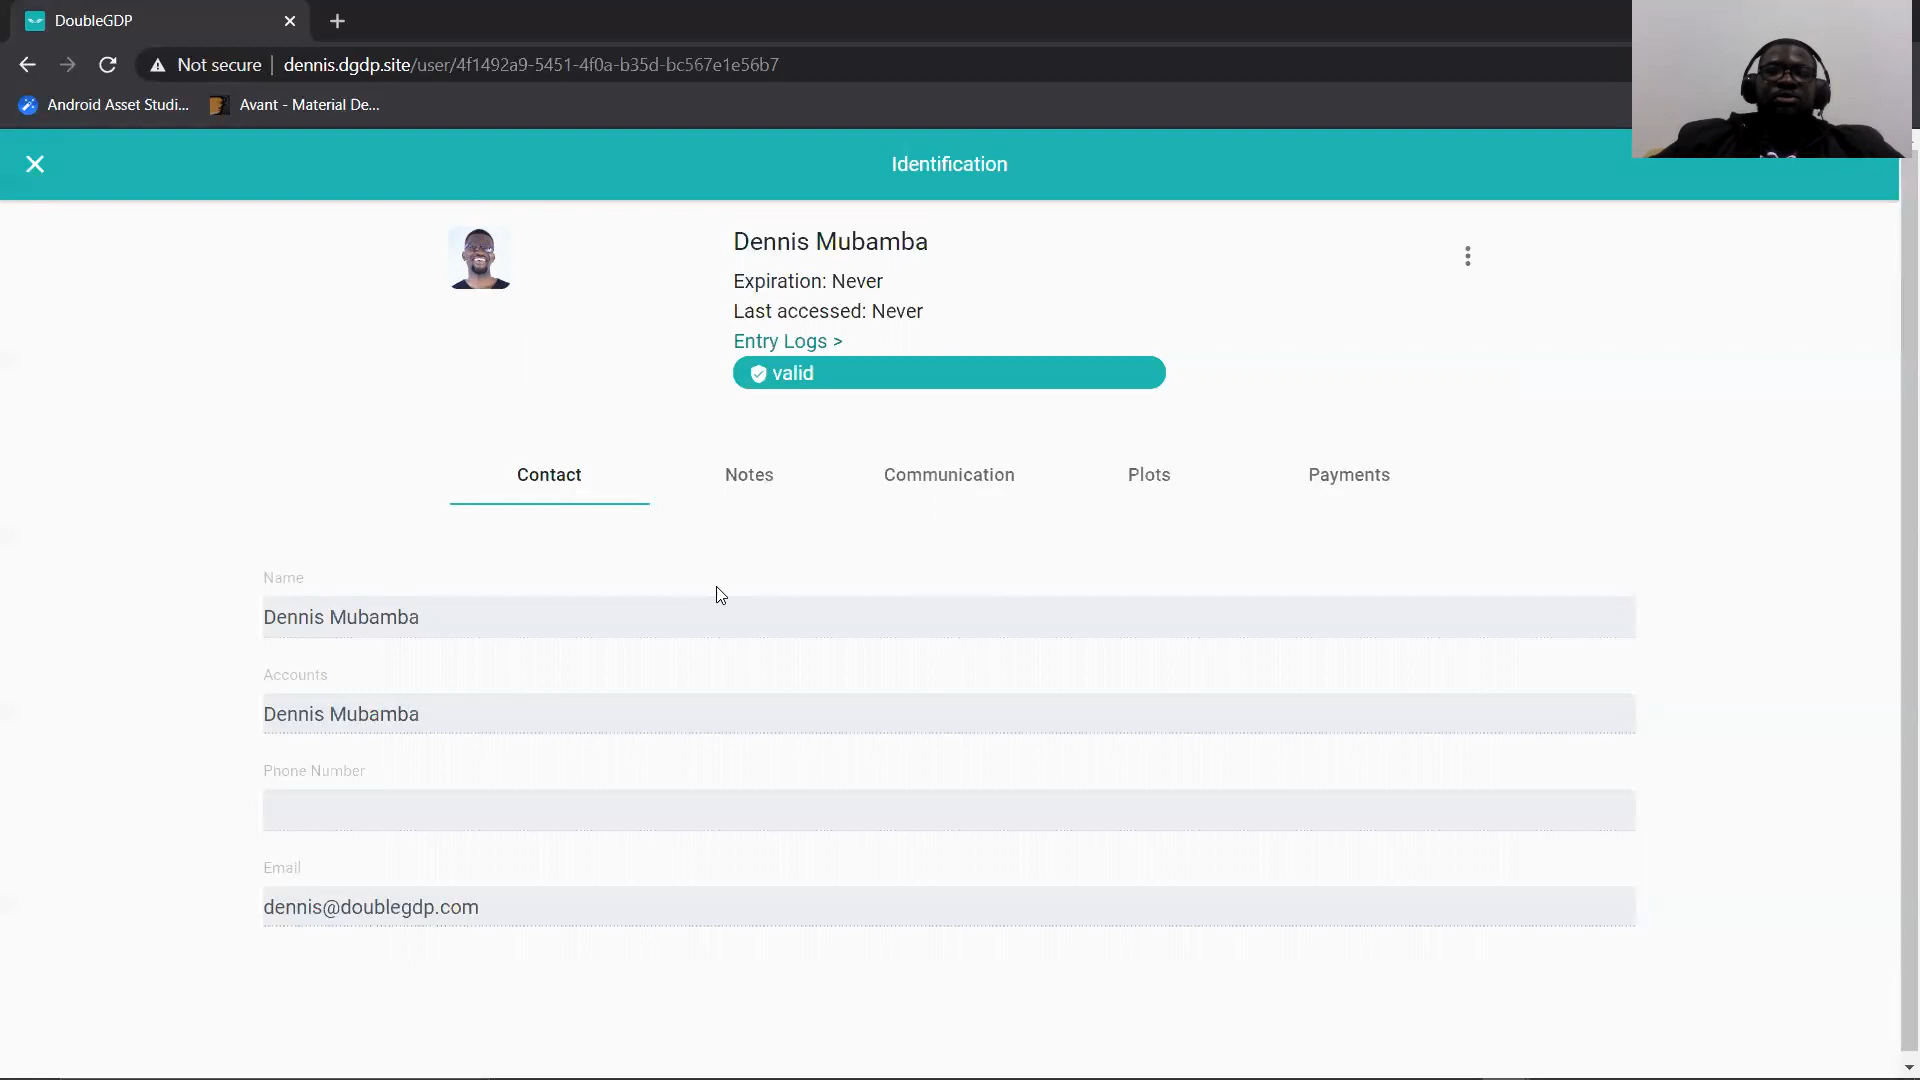 DoubleGDP
Not secure
dennis.dgdp.site/user/4f1492a9-5451-4f0a-b35d-bc567e1e56b7
Android Asset Studi...
Avant - Material De...
Identification
Dennis Mubamba
Expiration: Never
Last accessed: Never
Entry Logs >
valid
Contact
Notes
Communication
Plots
Payments
Name
Dennis Mubamba
Accounts
Dennis Mubamba
Phone Number
Email
dennis@doublegdp.com